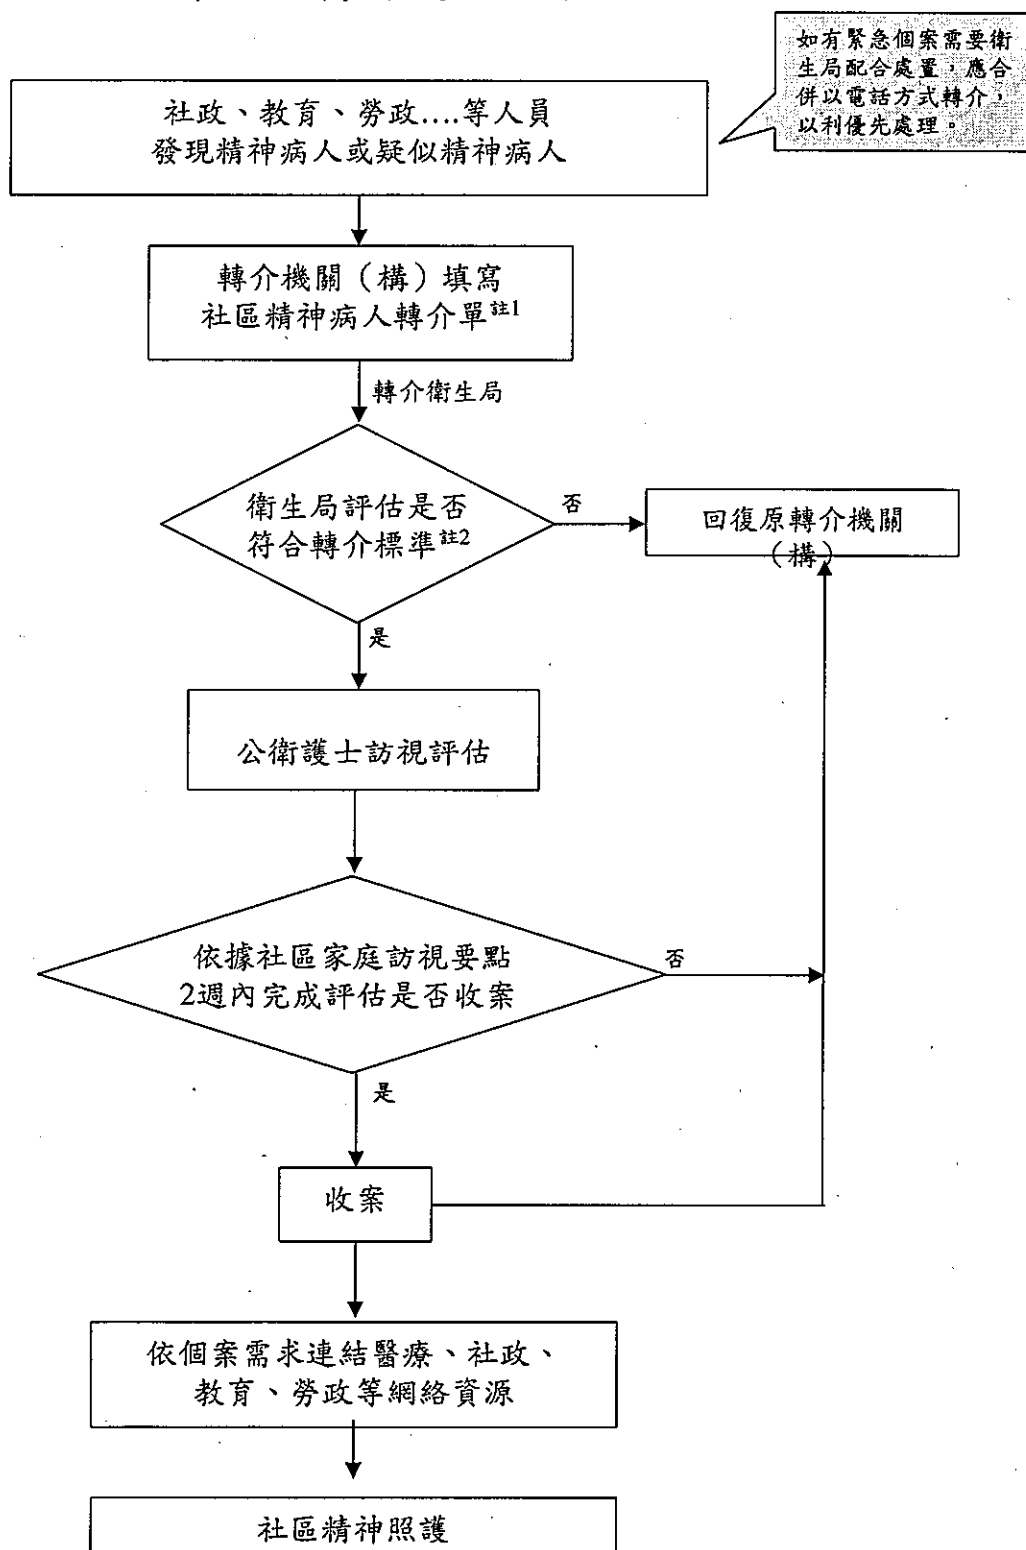 如有緊急個案需要衛
生局配合處置，應合
併以電話方式轉介，
以利優先處理。
社政、教育、勞政....等人員
發現精神病人或疑似精神病人
轉介機關（構）填寫
社區精神病人轉介單註1
轉介衛生局
衛生局評估是否
符合轉介標準註2
否
回復原轉介機關
（構）
是
公衛護士訪視評估
依據社區家庭訪視要點
2週內完成評估是否收案
否
是
收案
依個案需求連結醫療、社政、
教育、勞政等網絡資源
社區精神照護